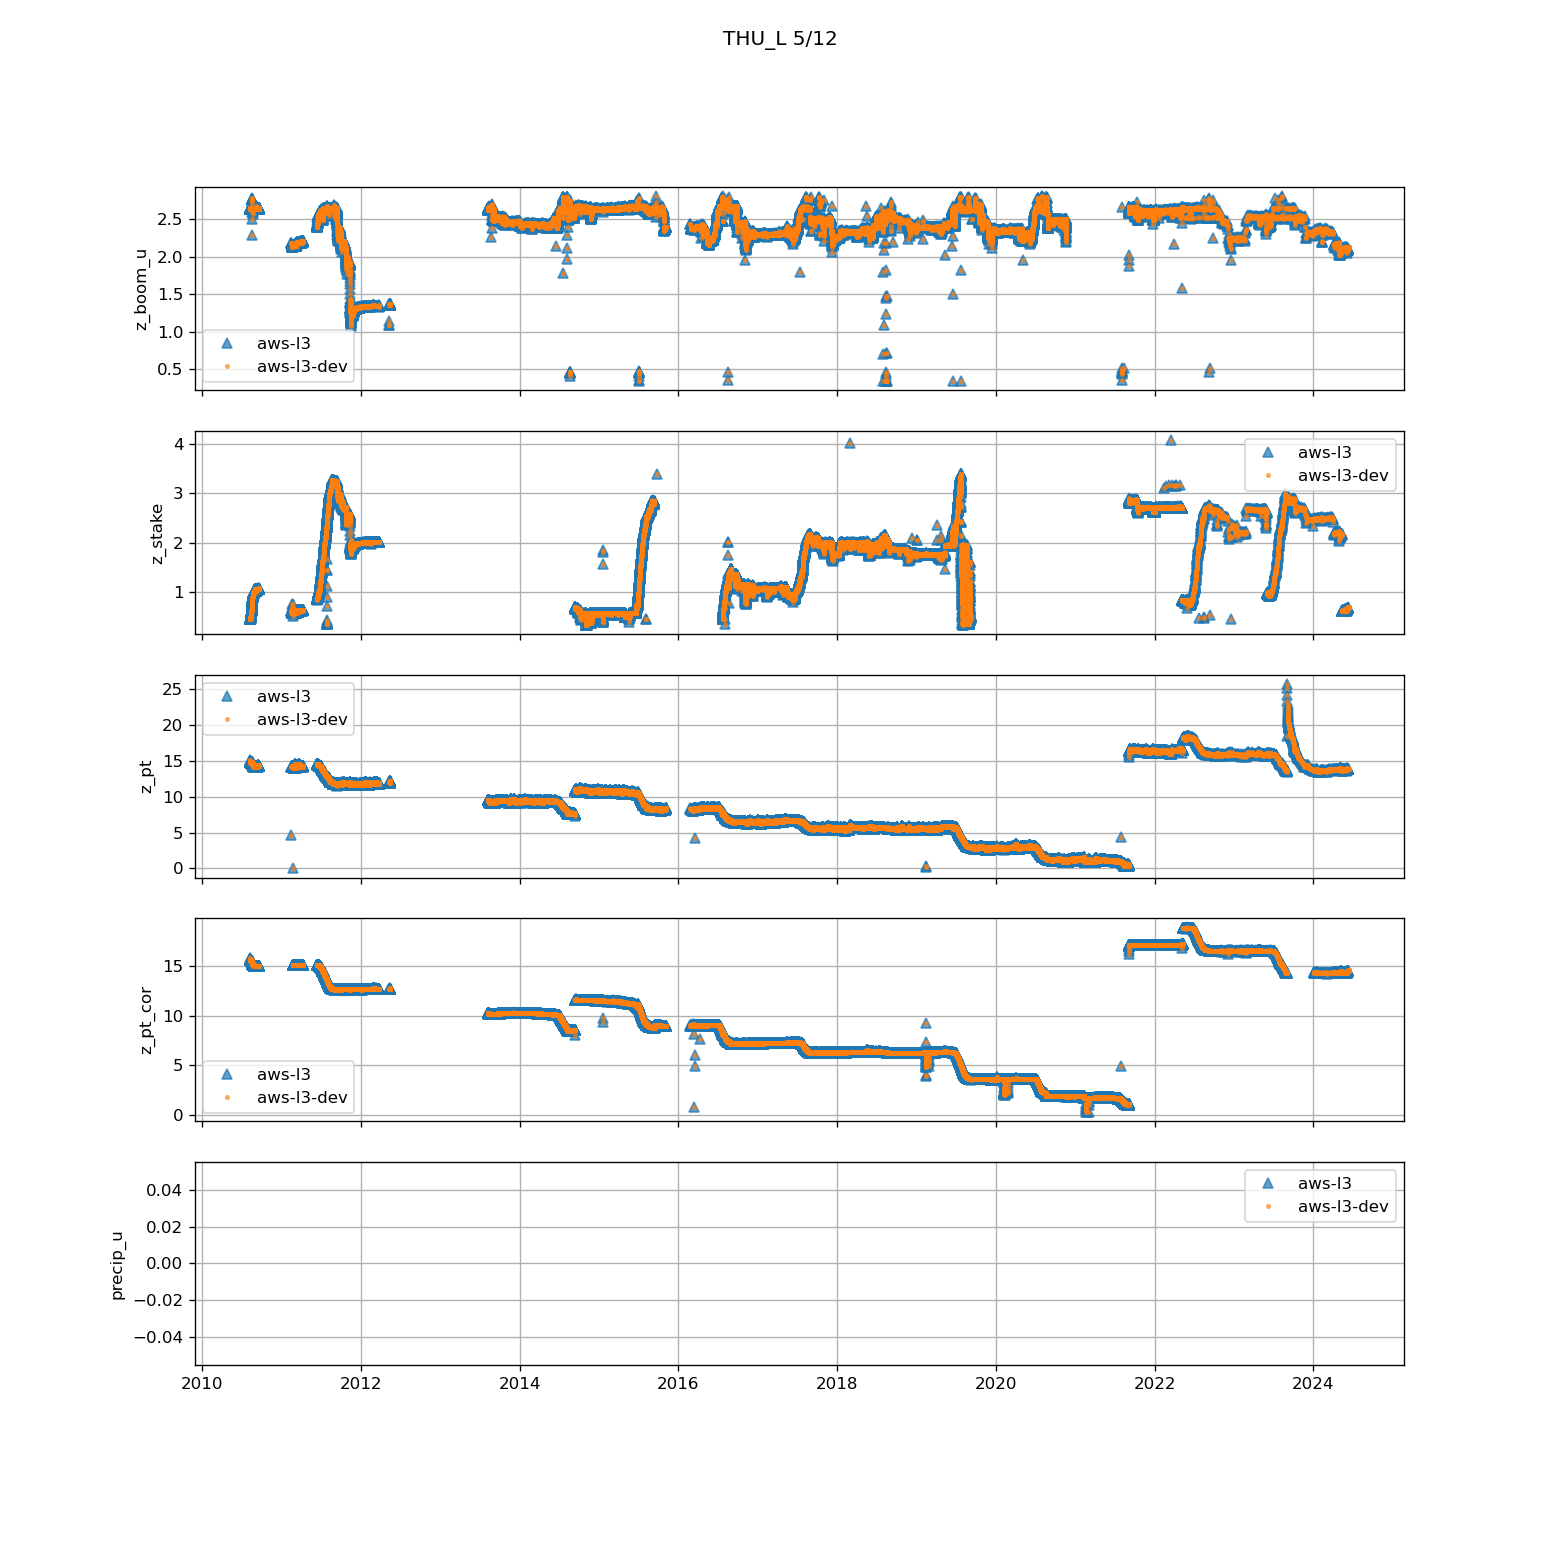 THU_L 5/12
z_boom_u
2.5
2.0
1.5
1.0
0.5
aws-l3
aws-l3-dev
z_stake
4
3
2
1
aws-l3
aws-l3-dev
z_pt
25
20
15
10
5
0
aws-l3
aws-l3-dev
z_pt_cor
15
10
5
0
aws-l3
aws-l3-dev
precip_u
0.04
0.02
0.00
−0.02
−0.04
aws-l3
aws-l3-dev
2010 2012 2014 2016 2018 2020 2022 2024